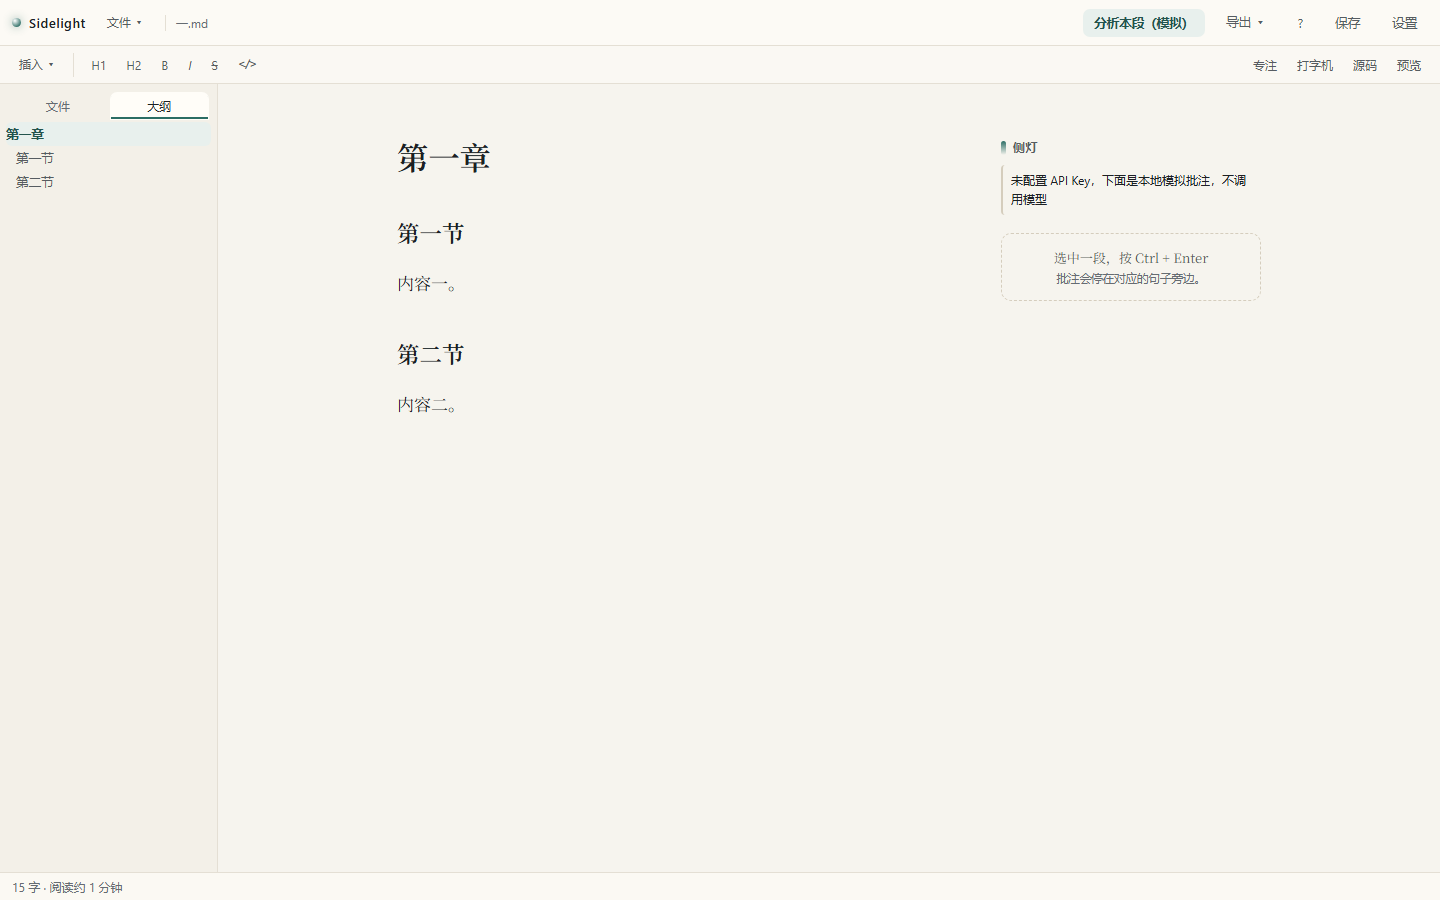 Sidelight 文件 ▾ 一.md 分析本段（模拟） 导出 ▾ ? 保存 设置
插入 ▾ H1 H2 B I S </> 专注 打字机 源码 预览
文件 大纲
第一章
第一节
第二节
第一章
第一节
内容一。
第二节
内容二。
侧灯
未配置 API Key，下面是本地模拟批注，不调
用模型
选中一段，按 Ctrl + Enter
批注会停在对应的句子旁边。
15 字 · 阅读约 1 分钟